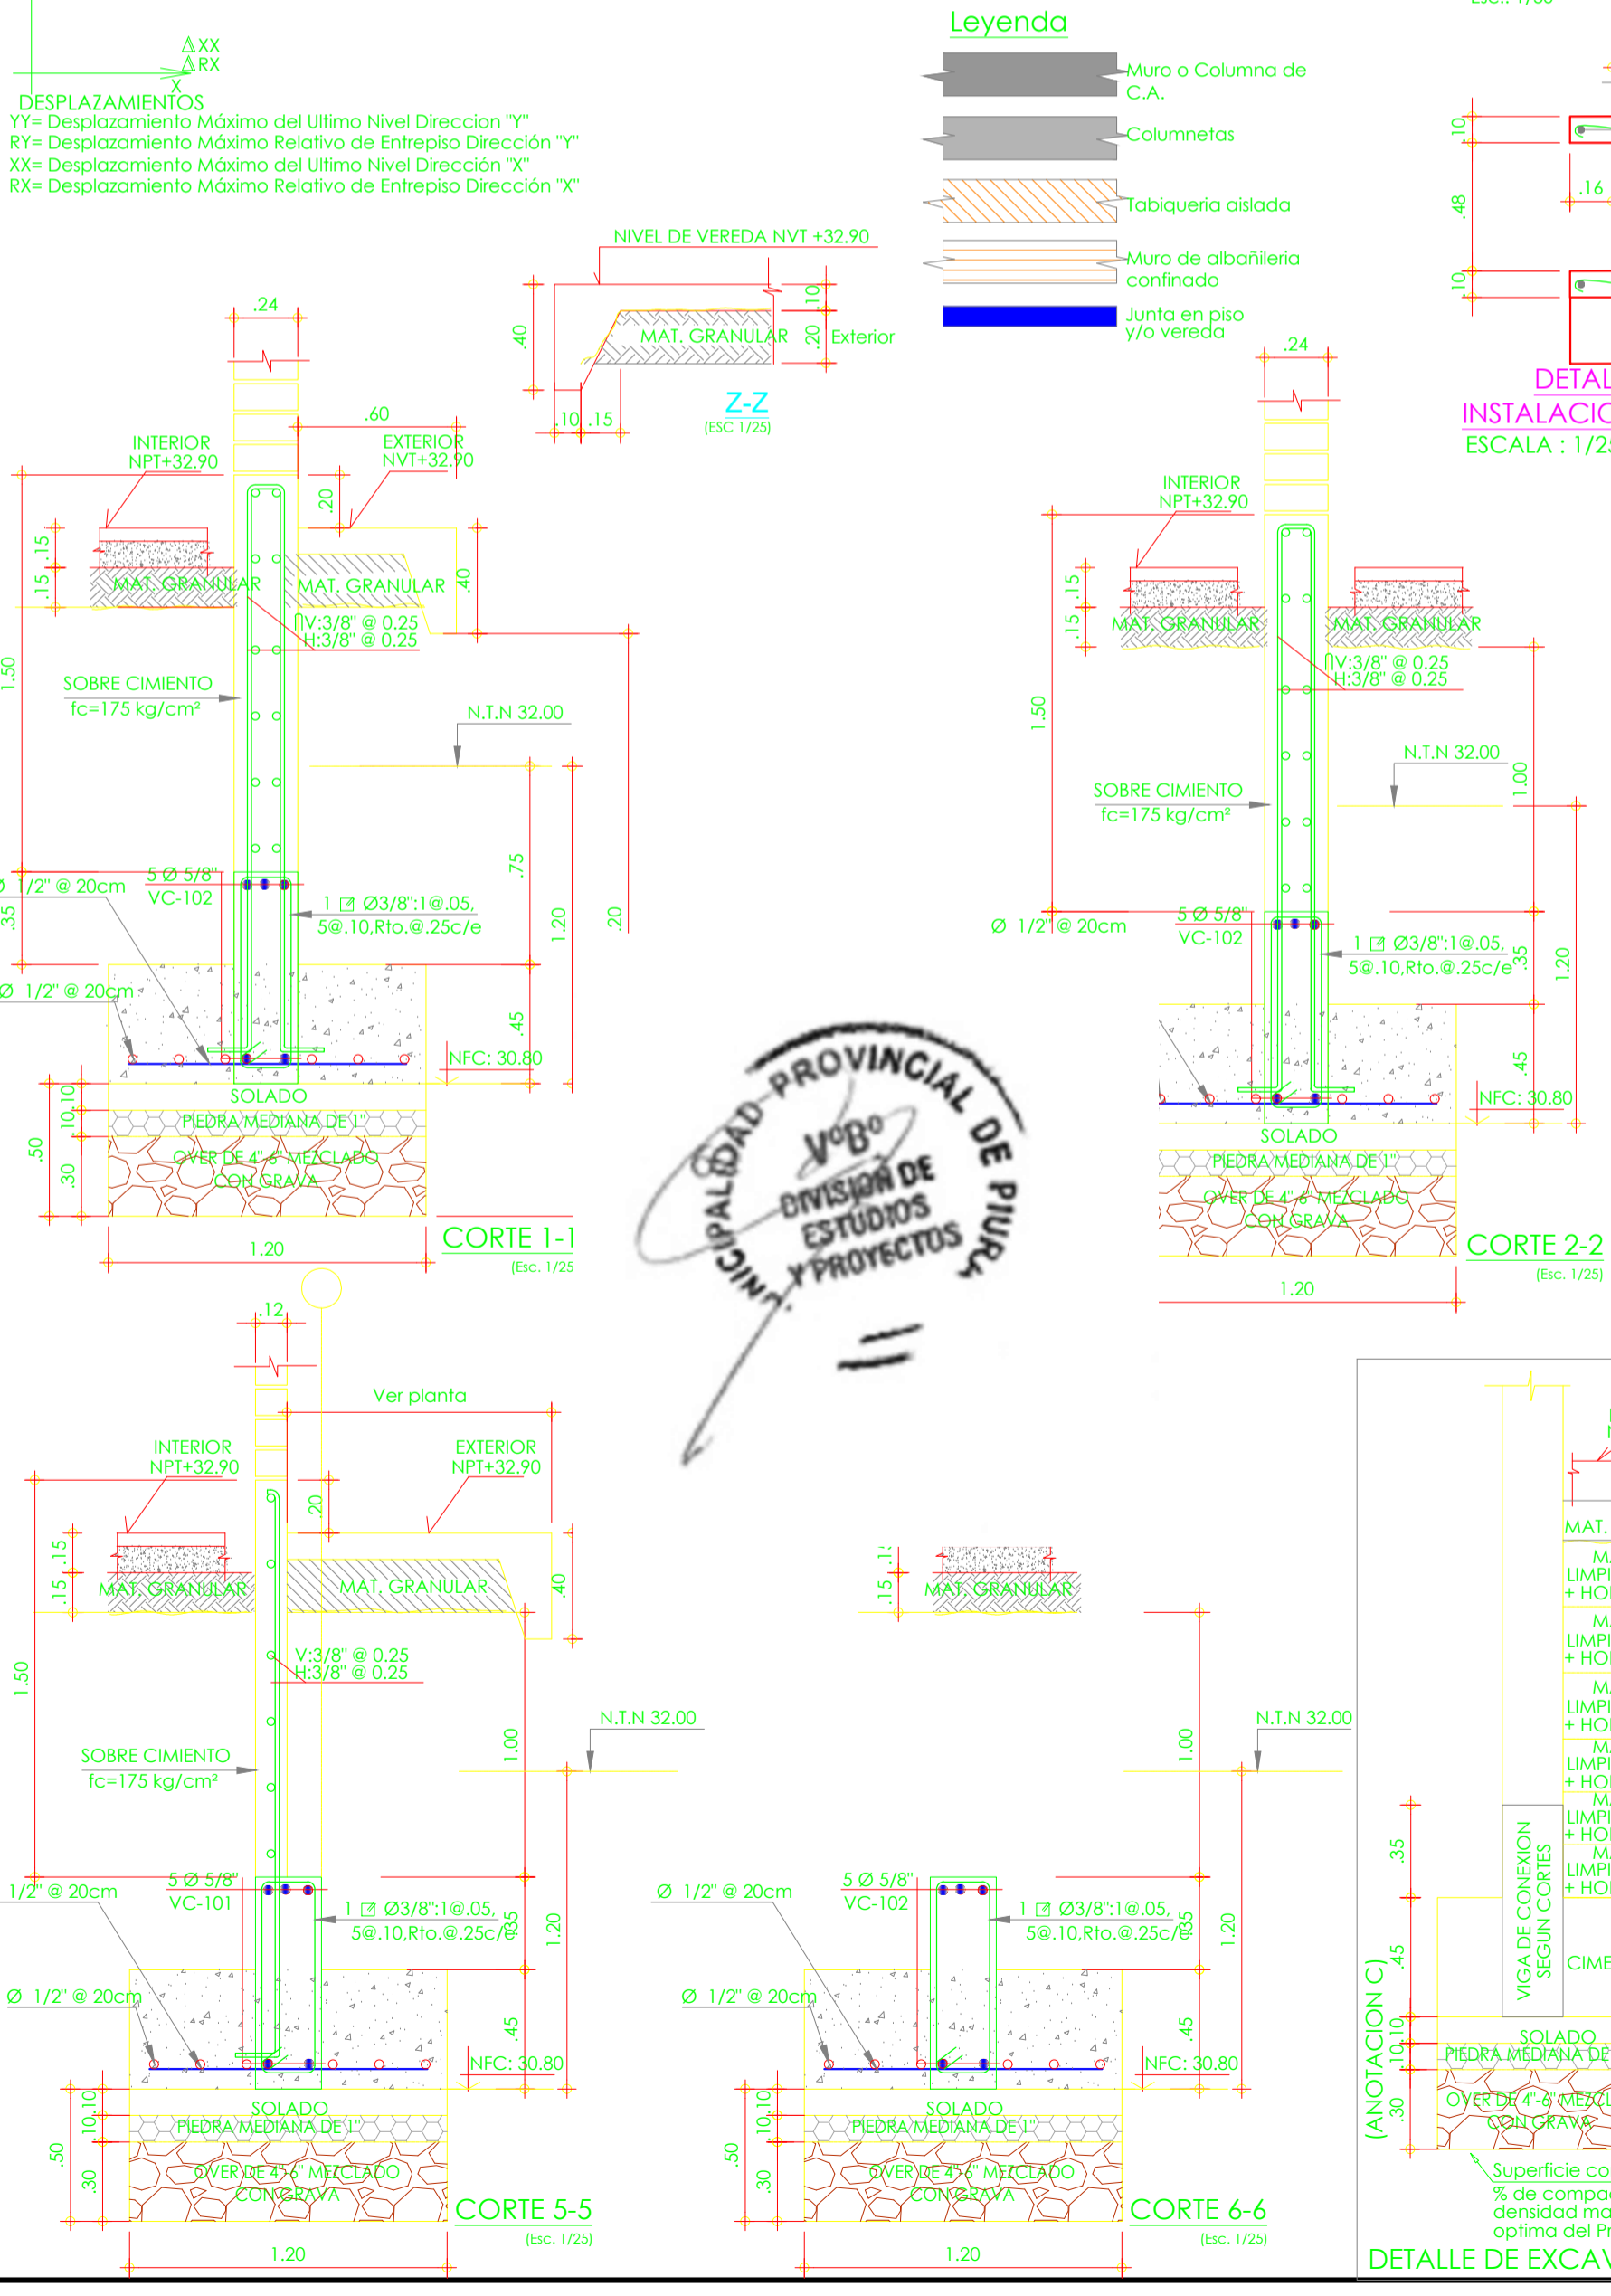 ΔXX
ΔRX
X
DESPLAZAMIENTOS
YY= Desplazamiento Máximo del Ultimo Nivel Direccion "Y"
RY= Desplazamiento Máximo Relativo de Entrepiso Dirección "Y"
XX= Desplazamiento Máximo del Ultimo Nivel Dirección "X"
RX= Desplazamiento Máximo Relativo de Entrepiso Dirección "X"
Leyenda
Muro o Columna de
C.A.
Columnetas
Tabiqueria aislada
Muro de albañileria
confinado
Junta en piso
y/o vereda
.10
.48
.10
.16
INSTALACIO
ESCALA : 1/25
NIVEL DE VEREDA NVT +32.90
.40
.10
.20
MAT. GRANULAR
Exterior
.10
.15
Z-Z
(ESC 1/25)
.24
.60
INTERIOR
NPT+32.90
EXTERIOR
NVT+32.90
.20
.15
.15
.40
MAT. GRANULAR
MAT. GRANULAR
V:3/8" @ 0.25
H:3/8" @ 0.25
1.50
SOBRE CIMIENTO
fc=175 kg/cm²
N.T.N 32.00
.75
1.20
.20
5 Ø 5/8"
VC-102
1/2" @ 20cm
.35
1 Ø3/8":1@.05,
5@.10,Rto.@.25c/e
Ø 1/2" @ 20cm
.45
NFC: 30.80
SOLADO
PIEDRA MEDIANA DE 1"
OVER DE 4"-6" MEZCLADO
CON GRAVA
.10
.10
.50
.30
1.20
CORTE 1-1
(Esc. 1/25
.24
INTERIOR
NPT+32.90
.15
.15
MAT. GRANULAR
MAT. GRANULAR
V:3/8" @ 0.25
H:3/8" @ 0.25
1.50
SOBRE CIMIENTO
fc=175 kg/cm²
N.T.N 32.00
1.00
Ø 1/2" @ 20cm
5 Ø 5/8"
VC-102
1 Ø3/8":1@.05,
5@.10,Rto.@.25c/e
.35
1.20
.45
NFC: 30.80
SOLADO
PIEDRA MEDIANA DE 1"
OVER DE 4"-6" MEZCLADO
CON GRAVA
1.20
CORTE 2-2
(Esc. 1/25)
PROVINCIAL DE PIURA
VºBº
DIVISION DE
ESTUDIOS
Y PROYECTOS
.12
Ver planta
INTERIOR
NPT+32.90
EXTERIOR
NPT+32.90
.20
.15
.15
.40
MAT. GRANULAR
MAT. GRANULAR
V:3/8" @ 0.25
H:3/8" @ 0.25
1.50
SOBRE CIMIENTO
fc=175 kg/cm²
N.T.N 32.00
1.00
5 Ø 5/8"
VC-101
1/2" @ 20cm
1 Ø3/8":1@.05,
5@.10,Rto.@.25c/e
.35
1.20
Ø 1/2" @ 20cm
.45
NFC: 30.80
SOLADO
PIEDRA MEDIANA DE 1"
OVER DE 4"-6" MEZCLADO
CON GRAVA
.10
.10
.50
.30
1.20
CORTE 5-5
(Esc. 1/25)
.15
MAT. GRANULAR
N.T.N 32.00
1.00
5 Ø 5/8"
VC-102
Ø 1/2" @ 20cm
1 Ø3/8":1@.05,
5@.10,Rto.@.25c/e
.35
1.20
Ø 1/2" @ 20cm
.45
NFC: 30.80
SOLADO
PIEDRA MEDIANA DE 1"
OVER DE 4"-6" MEZCLADO
CON GRAVA
.10
.10
.50
.30
1.20
CORTE 6-6
(Esc. 1/25)
MAT.
.35
VIGA DE CONEXION
SEGUN CORTES
.45
(ANOTACION C)
.10
.10
.30
SOLADO
PIEDRA MEDIANA DE
CON GRAVA
Superficie co
% de compa
densidad ma
optima del Pr
DETALLE DE EXCAV